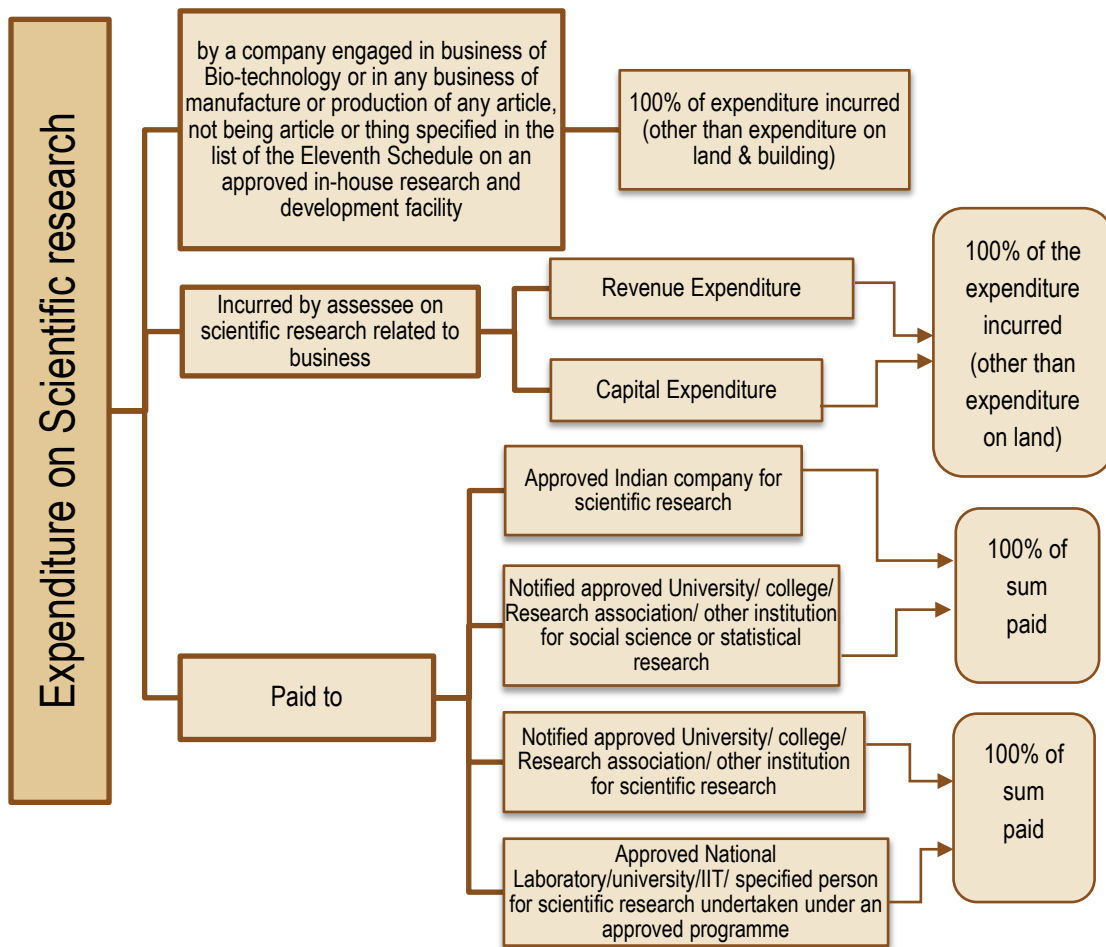 Expenditure on Scientific research
by a company engaged in business of
Bio-technology or in any business of
manufacture or production of any article,
not being article or thing specified in the
list of the Eleventh Schedule on an
approved in-house research and
development facility
100% of expenditure incurred
(other than expenditure on
land & building)
Incurred by assessee on
scientific research related to
business
Revenue Expenditure
Capital Expenditure
100% of the
expenditure
incurred
(other than
expenditure
on land)
Paid to
Approved Indian company for
scientific research
Notified approved University/ college/
Research association/ other institution
for social science or statistical
research
100% of
sum
paid
Notified approved University/ college/
Research association/ other institution
for scientific research
Approved National
Laboratory/university/IIT/ specified person
for scientific research undertaken under an
approved programme
100% of
sum
paid